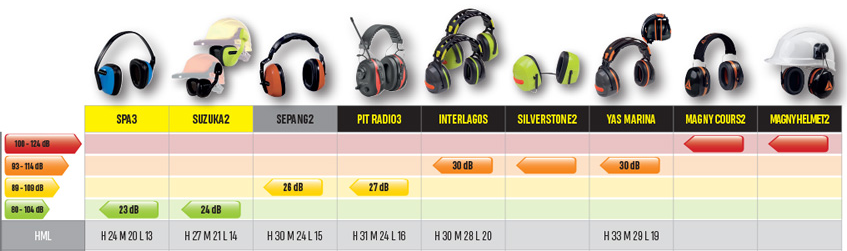 SPA3 SUZUKA2 SEPANG2 PIT RADIO3 INTERLAGOS SILVERSTONE2 YAS MARINA MAGNY COURS2 MAGNYHELMET2
100 - 124 dB
93 - 114 dB 30 dB 30 dB
89 - 109 dB 26 dB 27 dB
80 - 104 dB 23 dB 24 dB
HML H 24 M 20 L 13 H 27 M 21 L 14 H 30 M 24 L 15 H 31 M 24 L 16 H 30 M 28 L 20 H 33 M 29 L 19